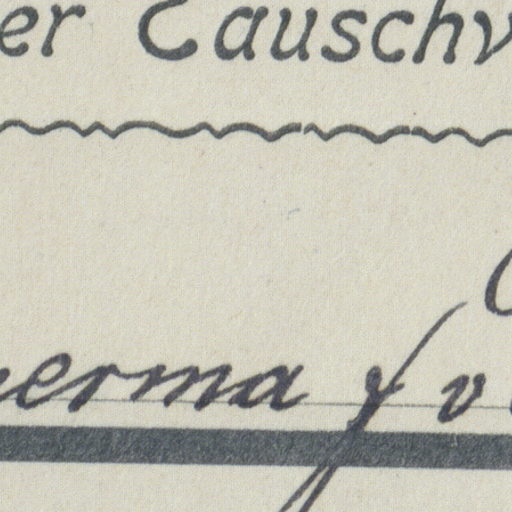 er Tauschv
erma f v